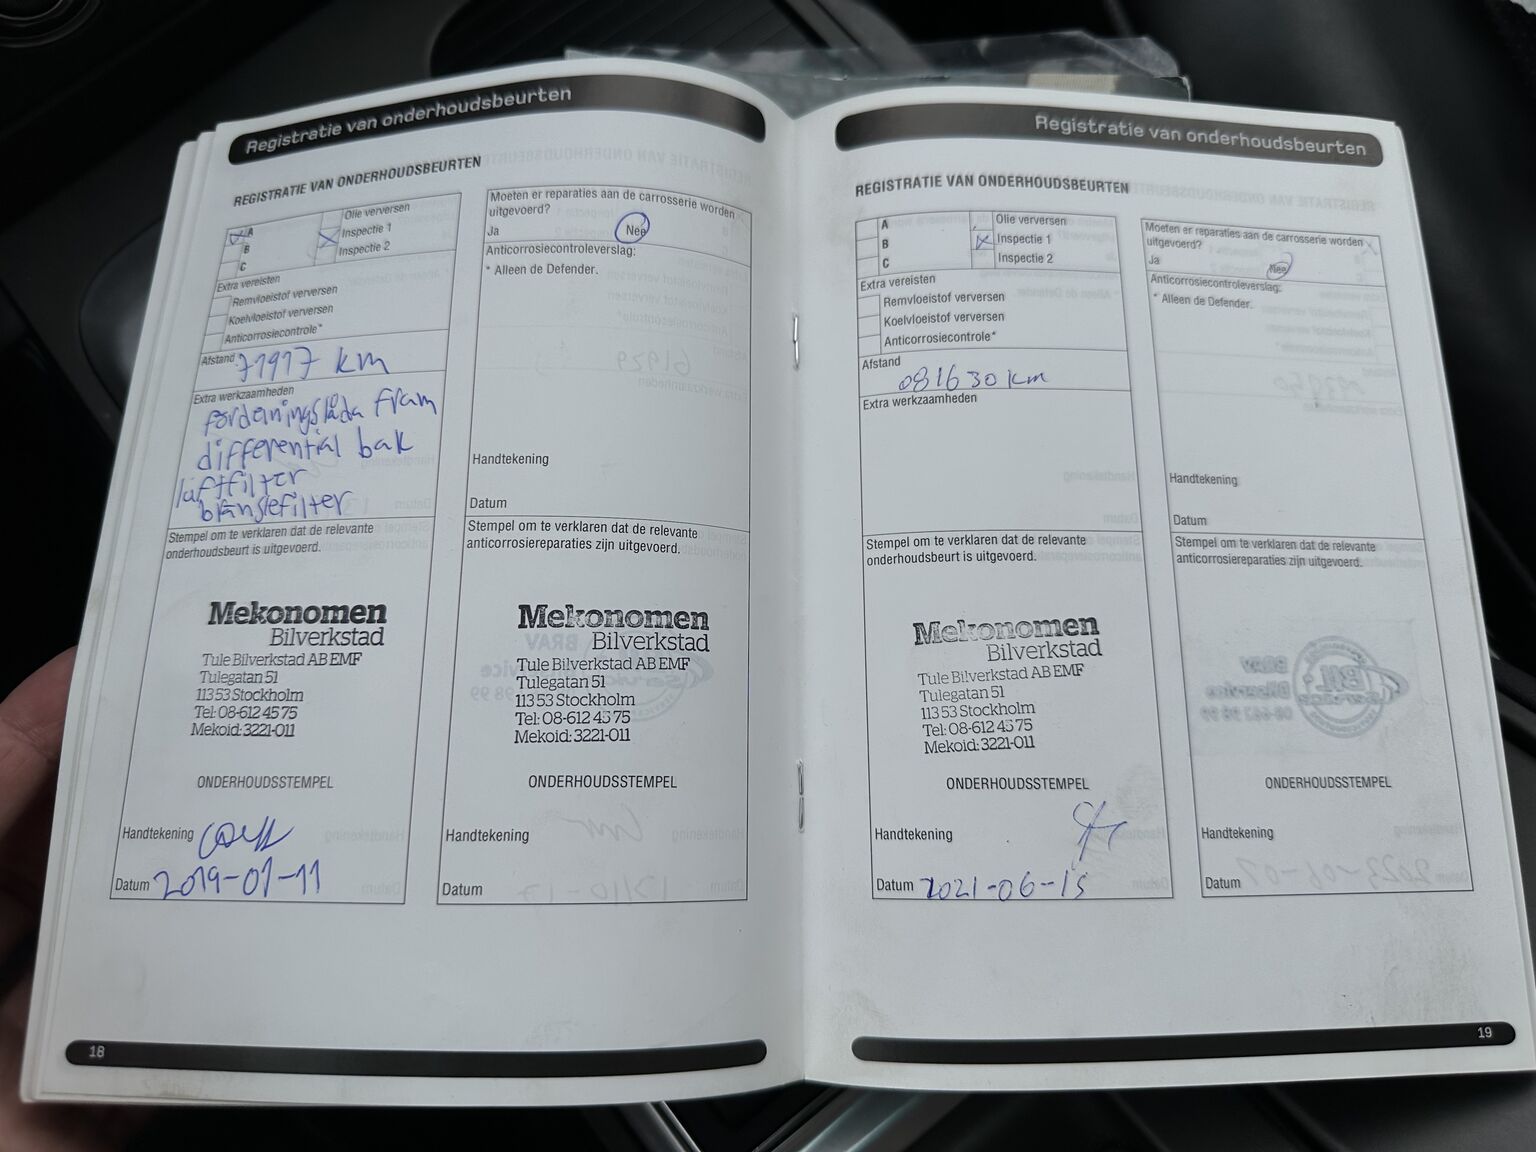 Registratie van onderhoudsbeurten
REGISTRATIE VAN ONDERHOUDSBEURTEN
A
B
C
Olie verversen
Inspectie 1
Inspectie 2
Extra vereisten
Remvloeistof verversen
Koelvloeistof verversen
Anticorrosiecontrole*
Afstand 71917 km
Extra werkzaamheden
fördelningslåda fram
differential bak
luftfilter
bränslefilter
Stempel om te verklaren dat de relevante
onderhoudsbeurt is uitgevoerd.
Mekonomen
Bilverkstad
Tule Bilverkstad AB EMF
Tulegatan 51
113 53 Stockholm
Tel: 08-612 45 75
Mekoid: 3221-011
ONDERHOUDSSTEMPEL
Handtekening
Datum 2019-01-11
Moeten er reparaties aan de carrosserie worden
uitgevoerd?
Ja Nee
Anticorrosiecontroleverslag:
* Alleen de Defender.
Handtekening
Datum
Stempel om te verklaren dat de relevante
anticorrosiereparaties zijn uitgevoerd.
Mekonomen
Bilverkstad
Tule Bilverkstad AB EMF
Tulegatan 51
113 53 Stockholm
Tel: 08-612 45 75
Mekoid: 3221-011
ONDERHOUDSSTEMPEL
Handtekening
Datum
18
Registratie van onderhoudsbeurten
REGISTRATIE VAN ONDERHOUDSBEURTEN
A
B
C
Olie verversen
Inspectie 1
Inspectie 2
Extra vereisten
Remvloeistof verversen
Koelvloeistof verversen
Anticorrosiecontrole*
Afstand
081630 km
Extra werkzaamheden
Stempel om te verklaren dat de relevante
onderhoudsbeurt is uitgevoerd.
Mekonomen
Bilverkstad
Tule Bilverkstad AB EMF
Tulegatan 51
113 53 Stockholm
Tel: 08-612 45 75
Mekoid: 3221-011
ONDERHOUDSSTEMPEL
Handtekening
Datum 2021-06-15
Moeten er reparaties aan de carrosserie worden
uitgevoerd?
Ja Nee
Anticorrosiecontroleverslag:
* Alleen de Defender.
Handtekening
Datum
Stempel om te verklaren dat de relevante
anticorrosiereparaties zijn uitgevoerd.
ONDERHOUDSSTEMPEL
Handtekening
Datum
19